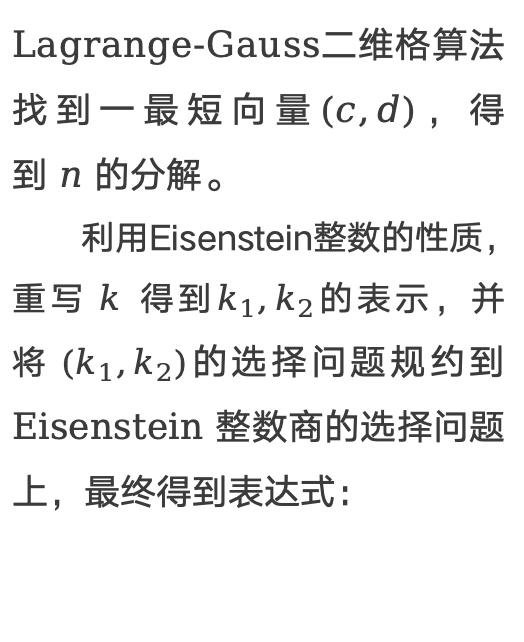 Lagrange-Gauss二维格算法
找到一最短向量(c,d)，得
到 n 的分解。
利用Eisenstein整数的性质，
重写 k 得到k₁,k₂的表示，并
将 (k₁,k₂)的选择问题规约到
Eisenstein 整数商的选择问题
上，最终得到表达式：